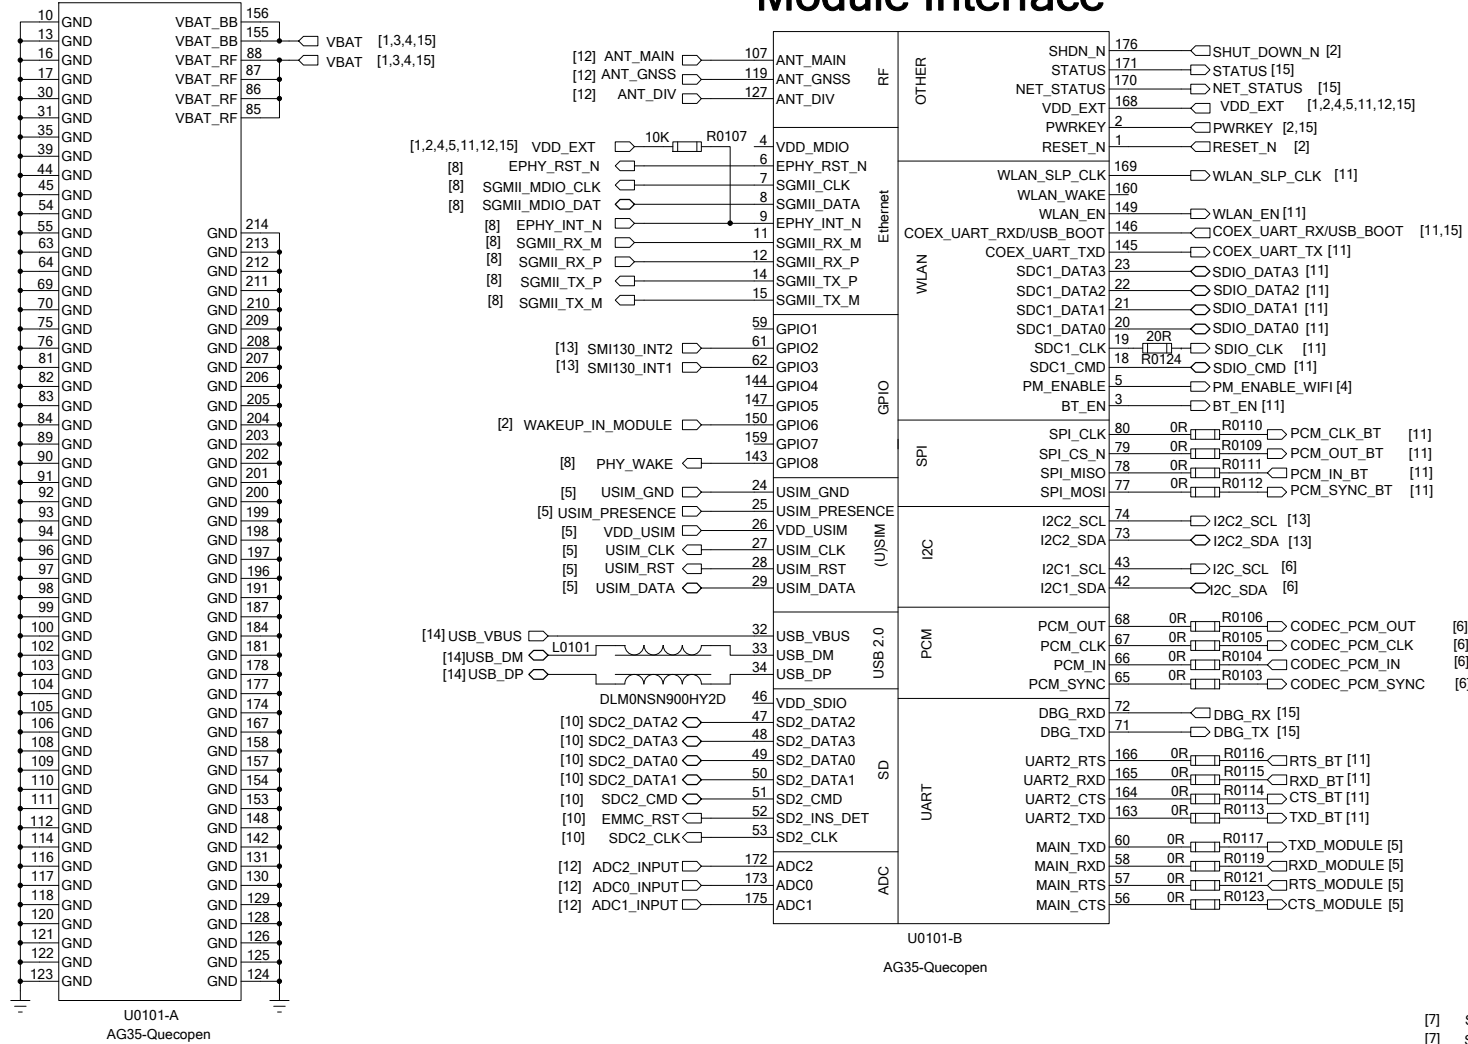 Module Interface
10 GND VBAT_BB 156
13 GND VBAT_BB 155 VBAT [1,3,4,15]
16 GND VBAT_RF 88 VBAT [1,3,4,15]
17 GND VBAT_RF 87
30 GND VBAT_RF 86
31 GND VBAT_RF 85
35 GND
39 GND
44 GND
45 GND
54 GND
55 GND GND 214
63 GND GND 213
64 GND GND 212
69 GND GND 211
70 GND GND 210
75 GND GND 209
76 GND GND 208
81 GND GND 207
82 GND GND 206
83 GND GND 205
84 GND GND 204
89 GND GND 203
90 GND GND 202
91 GND GND 201
92 GND GND 200
93 GND GND 199
94 GND GND 198
96 GND GND 197
97 GND GND 196
98 GND GND 191
99 GND GND 187
100 GND GND 184
102 GND GND 181
103 GND GND 178
104 GND GND 177
105 GND GND 174
106 GND GND 167
108 GND GND 158
109 GND GND 157
110 GND GND 154
111 GND GND 153
112 GND GND 148
114 GND GND 142
116 GND GND 131
117 GND GND 130
118 GND GND 129
120 GND GND 128
121 GND GND 126
122 GND GND 125
123 GND GND 124
U0101-A
AG35-Quecopen
[12] ANT_MAIN 107 ANT_MAIN
[12] ANT_GNSS 119 ANT_GNSS
[12] ANT_DIV 127 ANT_DIV
RF
[1,2,4,5,11,12,15] VDD_EXT 10K R0107 4 VDD_MDIO
[8] EPHY_RST_N 6 EPHY_RST_N
[8] SGMII_MDIO_CLK 7 SGMII_CLK
[8] SGMII_MDIO_DAT 8 SGMII_DATA
[8] EPHY_INT_N 9 EPHY_INT_N
[8] SGMII_RX_M 11 SGMII_RX_M
[8] SGMII_RX_P 12 SGMII_RX_P
[8] SGMII_TX_P 14 SGMII_TX_P
[8] SGMII_TX_M 15 SGMII_TX_M
Ethernet
59 GPIO1
[13] SMI130_INT2 61 GPIO2
[13] SMI130_INT1 62 GPIO3
144 GPIO4
147 GPIO5
[2] WAKEUP_IN_MODULE 150 GPIO6
159 GPIO7
[8] PHY_WAKE 143 GPIO8
GPIO
[5] USIM_GND 24 USIM_GND
[5] USIM_PRESENCE 25 USIM_PRESENCE
[5] VDD_USIM 26 VDD_USIM
[5] USIM_CLK 27 USIM_CLK
[5] USIM_RST 28 USIM_RST
[5] USIM_DATA 29 USIM_DATA
(U)SIM
[14] USB_VBUS 32 USB_VBUS
[14] USB_DM L0101 33 USB_DM
[14] USB_DP 34 USB_DP
DLM0NSN900HY2D
USB 2.0
46 VDD_SDIO
[10] SDC2_DATA2 47 SD2_DATA2
[10] SDC2_DATA3 48 SD2_DATA3
[10] SDC2_DATA0 49 SD2_DATA0
[10] SDC2_DATA1 50 SD2_DATA1
[10] SDC2_CMD 51 SD2_CMD
[10] EMMC_RST 52 SD2_INS_DET
[10] SDC2_CLK 53 SD2_CLK
SD
[12] ADC2_INPUT 172 ADC2
[12] ADC0_INPUT 173 ADC0
[12] ADC1_INPUT 175 ADC1
ADC
OTHER
SHDN_N 176 SHUT_DOWN_N [2]
STATUS 171 STATUS [15]
NET_STATUS 170 NET_STATUS [15]
VDD_EXT 168 VDD_EXT [1,2,4,5,11,12,15]
PWRKEY 2 PWRKEY [2,15]
RESET_N 1 RESET_N [2]
WLAN
WLAN_SLP_CLK 169 WLAN_SLP_CLK [11]
WLAN_WAKE 160
WLAN_EN 149 WLAN_EN [11]
COEX_UART_RXD/USB_BOOT 146 COEX_UART_RX/USB_BOOT [11,15]
COEX_UART_TXD 145 COEX_UART_TX [11]
SDC1_DATA3 23 SDIO_DATA3 [11]
SDC1_DATA2 22 SDIO_DATA2 [11]
SDC1_DATA1 21 SDIO_DATA1 [11]
SDC1_DATA0 20 SDIO_DATA0 [11]
SDC1_CLK 19 20R R0124 SDIO_CLK [11]
SDC1_CMD 18 SDIO_CMD [11]
PM_ENABLE 5 PM_ENABLE_WIFI [4]
BT_EN 3 BT_EN [11]
SPI
SPI_CLK 80 0R R0110 PCM_CLK_BT [11]
SPI_CS_N 79 0R R0109 PCM_OUT_BT [11]
SPI_MISO 78 0R R0111 PCM_IN_BT [11]
SPI_MOSI 77 0R R0112 PCM_SYNC_BT [11]
I2C
I2C2_SCL 74 I2C2_SCL [13]
I2C2_SDA 73 I2C2_SDA [13]
I2C1_SCL 43 I2C_SCL [6]
I2C1_SDA 42 I2C_SDA [6]
PCM
PCM_OUT 68 0R R0106 CODEC_PCM_OUT [6]
PCM_CLK 67 0R R0105 CODEC_PCM_CLK [6]
PCM_IN 66 0R R0104 CODEC_PCM_IN [6]
PCM_SYNC 65 0R R0103 CODEC_PCM_SYNC [6]
UART
DBG_RXD 72 DBG_RX [15]
DBG_TXD 71 DBG_TX [15]
UART2_RTS 166 0R R0116 RTS_BT [11]
UART2_RXD 165 0R R0115 RXD_BT [11]
UART2_CTS 164 0R R0114 CTS_BT [11]
UART2_TXD 163 0R R0113 TXD_BT [11]
MAIN_TXD 60 0R R0117 TXD_MODULE [5]
MAIN_RXD 58 0R R0119 RXD_MODULE [5]
MAIN_RTS 57 0R R0121 RTS_MODULE [5]
MAIN_CTS 56 0R R0123 CTS_MODULE [5]
U0101-B
AG35-Quecopen
[7]
[7]